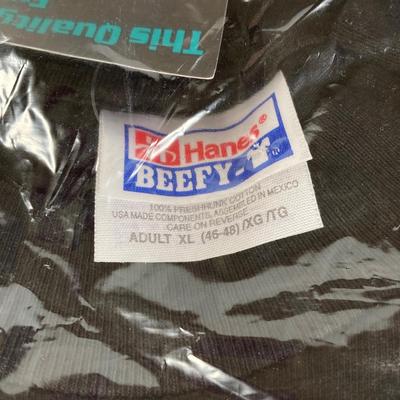 This Quality
Hanes®
BEEFY-T®
100% PRESHRUNK COTTON
USA MADE COMPONENTS, ASSEMBLED IN MEXICO
CARE ON REVERSE
ADULT XL (46-48) /XG /TG